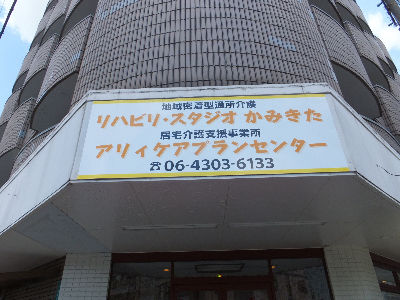 地域密着型通所介護
リハビリ・スタジオ かみきた
居宅介護支援事業所
アリィケアプランセンター
☎06-4303-6133